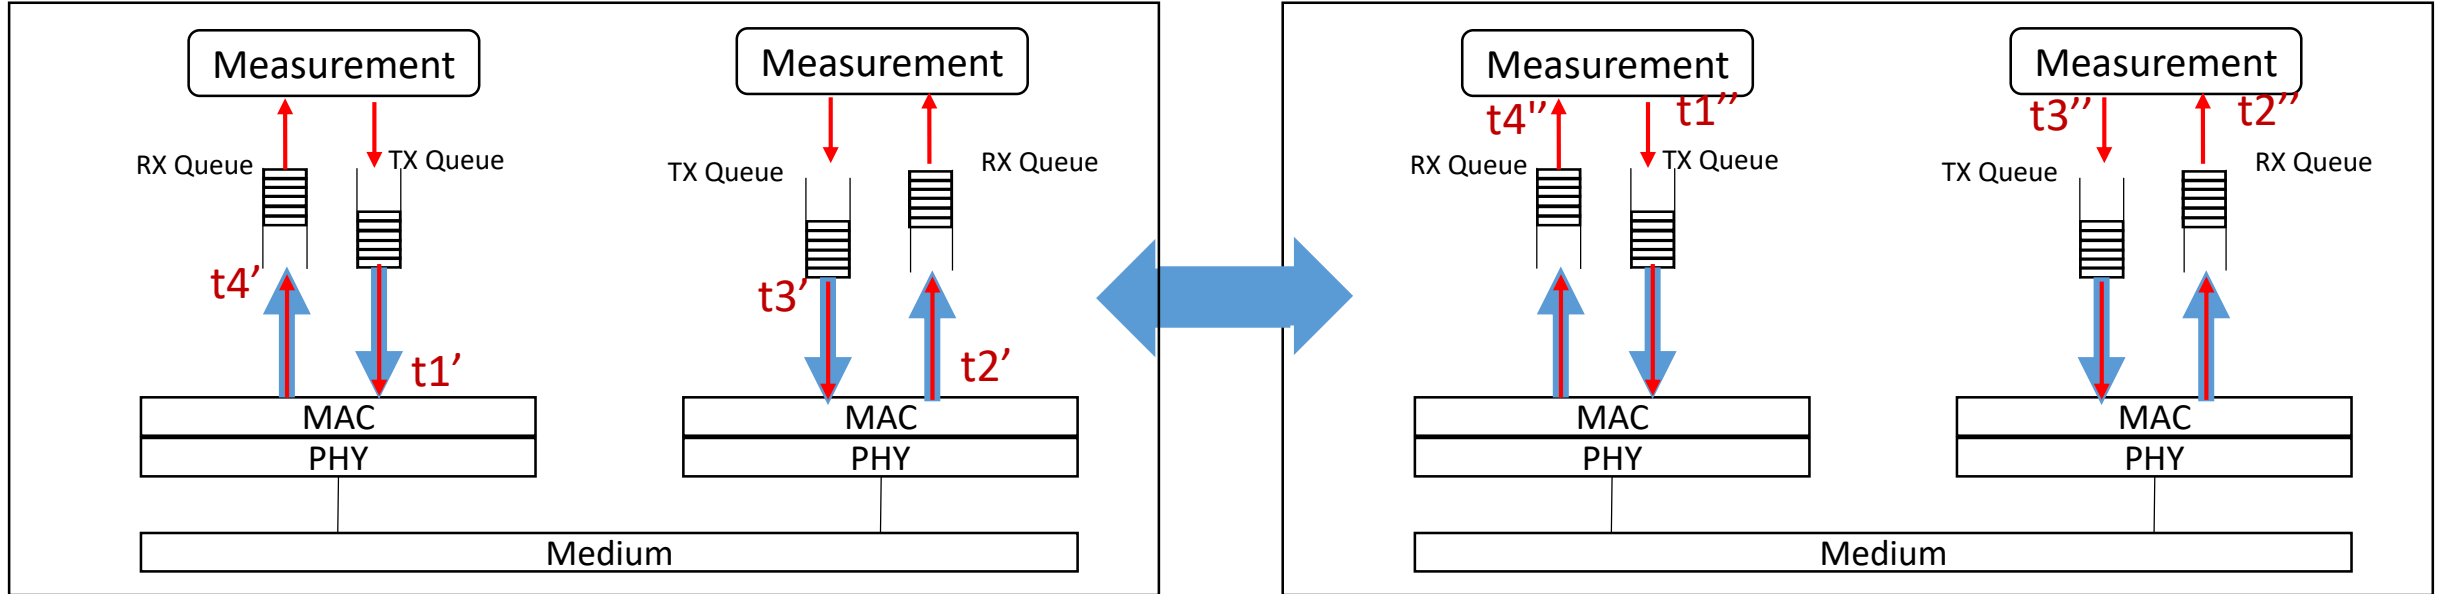 Measurement
Measurement
RX Queue
TX Queue
TX Queue
RX Queue
t4’
t3’
t1’
t2’
MAC
MAC
PHY
PHY
Medium
Measurement
Measurement
t4''
t1’’
t3’’
t2’’
RX Queue
TX Queue
TX Queue
RX Queue
MAC
MAC
PHY
PHY
Medium